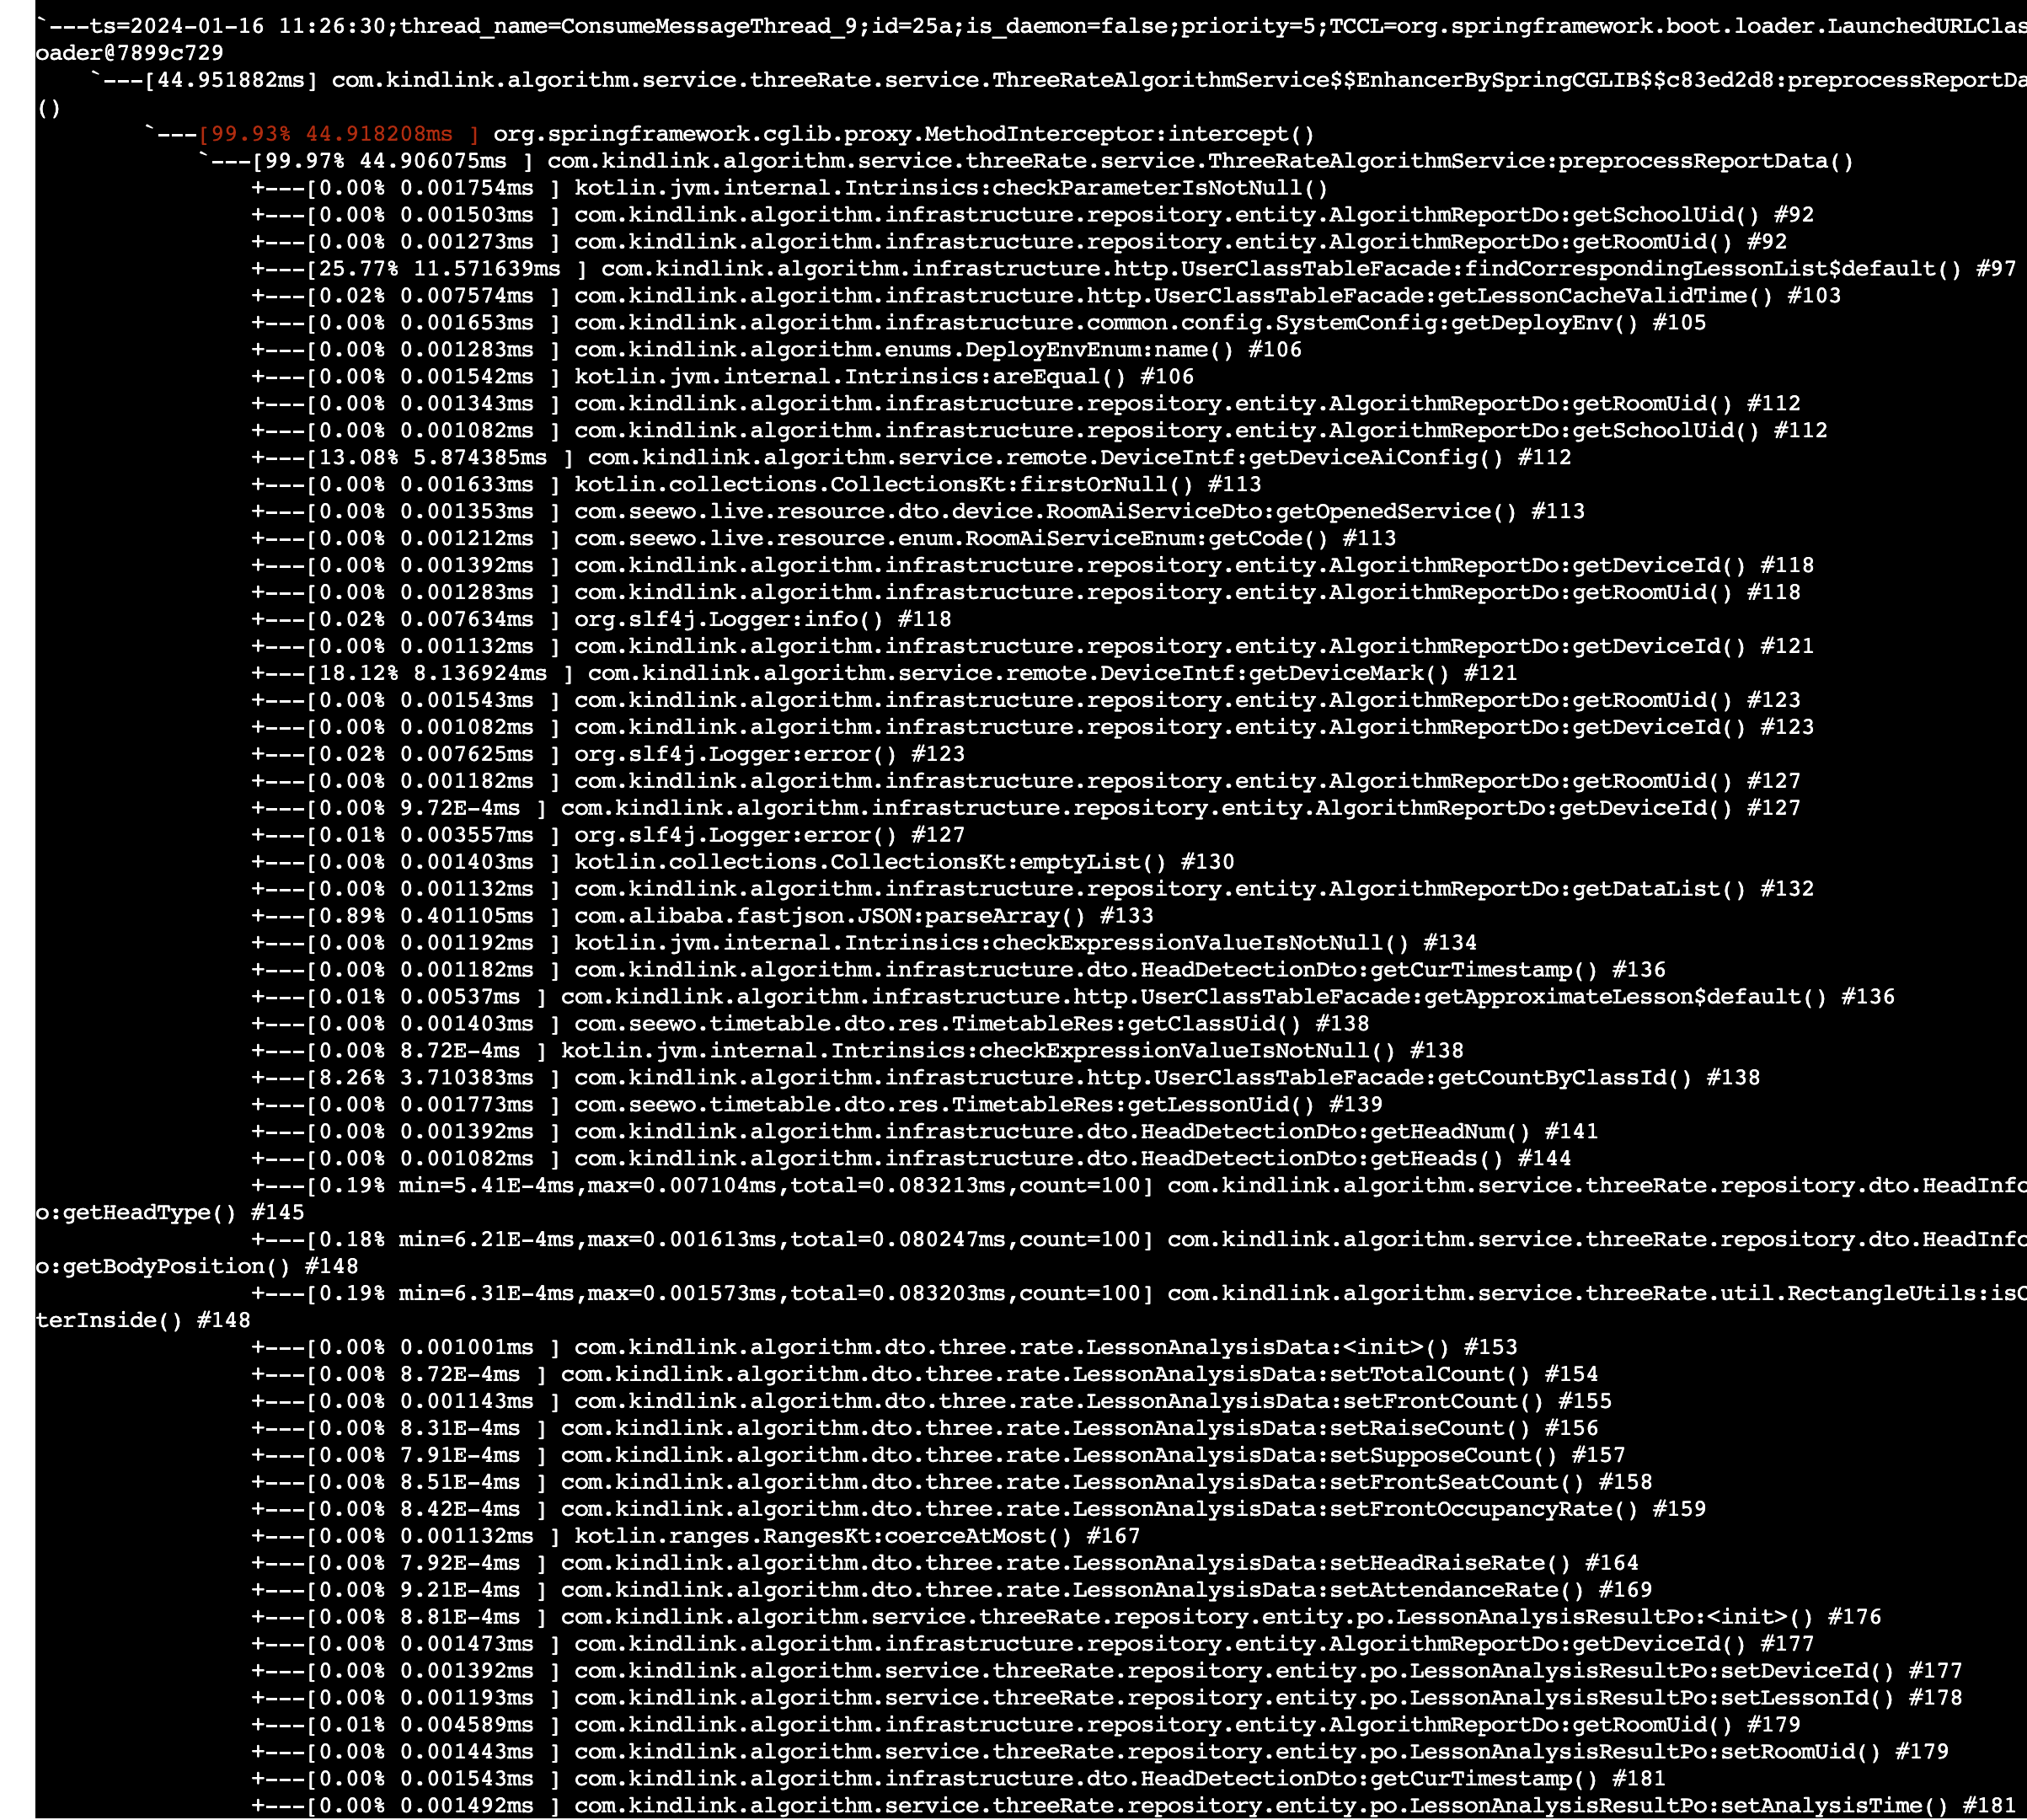 `---ts=2024-01-16 11:26:30;thread_name=ConsumeMessageThread_9;id=25a;is_daemon=false;priority=5;TCCL=org.springframework.boot.loader.LaunchedURLClas
oader@7899c729
`---[44.951882ms] com.kindlink.algorithm.service.threeRate.service.ThreeRateAlgorithmService$$EnhancerBySpringCGLIB$$c83ed2d8:preprocessReportDa
()
`---[99.93% 44.918208ms ] org.springframework.cglib.proxy.MethodInterceptor:intercept()
`---[99.97% 44.906075ms ] com.kindlink.algorithm.service.threeRate.service.ThreeRateAlgorithmService:preprocessReportData()
+---[0.00% 0.001754ms ] kotlin.jvm.internal.Intrinsics:checkParameterIsNotNull()
+---[0.00% 0.001503ms ] com.kindlink.algorithm.infrastructure.repository.entity.AlgorithmReportDo:getSchoolUid() #92
+---[0.00% 0.001273ms ] com.kindlink.algorithm.infrastructure.repository.entity.AlgorithmReportDo:getRoomUid() #92
+---[25.77% 11.571639ms ] com.kindlink.algorithm.infrastructure.http.UserClassTableFacade:findCorrespondingLessonList$default() #97
+---[0.02% 0.007574ms ] com.kindlink.algorithm.infrastructure.http.UserClassTableFacade:getLessonCacheValidTime() #103
+---[0.00% 0.001653ms ] com.kindlink.algorithm.infrastructure.common.config.SystemConfig:getDeployEnv() #105
+---[0.00% 0.001283ms ] com.kindlink.algorithm.enums.DeployEnvEnum:name() #106
+---[0.00% 0.001542ms ] kotlin.jvm.internal.Intrinsics:areEqual() #106
+---[0.00% 0.001343ms ] com.kindlink.algorithm.infrastructure.repository.entity.AlgorithmReportDo:getRoomUid() #112
+---[0.00% 0.001082ms ] com.kindlink.algorithm.infrastructure.repository.entity.AlgorithmReportDo:getSchoolUid() #112
+---[13.08% 5.874385ms ] com.kindlink.algorithm.service.remote.DeviceIntf:getDeviceAiConfig() #112
+---[0.00% 0.001633ms ] kotlin.collections.CollectionsKt:firstOrNull() #113
+---[0.00% 0.001353ms ] com.seewo.live.resource.dto.device.RoomAiServiceDto:getOpenedService() #113
+---[0.00% 0.001212ms ] com.seewo.live.resource.enum.RoomAiServiceEnum:getCode() #113
+---[0.00% 0.001392ms ] com.kindlink.algorithm.infrastructure.repository.entity.AlgorithmReportDo:getDeviceId() #118
+---[0.00% 0.001283ms ] com.kindlink.algorithm.infrastructure.repository.entity.AlgorithmReportDo:getRoomUid() #118
+---[0.02% 0.007634ms ] org.slf4j.Logger:info() #118
+---[0.00% 0.001132ms ] com.kindlink.algorithm.infrastructure.repository.entity.AlgorithmReportDo:getDeviceId() #121
+---[18.12% 8.136924ms ] com.kindlink.algorithm.service.remote.DeviceIntf:getDeviceMark() #121
+---[0.00% 0.001543ms ] com.kindlink.algorithm.infrastructure.repository.entity.AlgorithmReportDo:getRoomUid() #123
+---[0.00% 0.001082ms ] com.kindlink.algorithm.infrastructure.repository.entity.AlgorithmReportDo:getDeviceId() #123
+---[0.02% 0.007625ms ] org.slf4j.Logger:error() #123
+---[0.00% 0.001182ms ] com.kindlink.algorithm.infrastructure.repository.entity.AlgorithmReportDo:getRoomUid() #127
+---[0.00% 9.72E-4ms ] com.kindlink.algorithm.infrastructure.repository.entity.AlgorithmReportDo:getDeviceId() #127
+---[0.01% 0.003557ms ] org.slf4j.Logger:error() #127
+---[0.00% 0.001403ms ] kotlin.collections.CollectionsKt:emptyList() #130
+---[0.00% 0.001132ms ] com.kindlink.algorithm.infrastructure.repository.entity.AlgorithmReportDo:getDataList() #132
+---[0.89% 0.401105ms ] com.alibaba.fastjson.JSON:parseArray() #133
+---[0.00% 0.001192ms ] kotlin.jvm.internal.Intrinsics:checkExpressionValueIsNotNull() #134
+---[0.00% 0.001182ms ] com.kindlink.algorithm.infrastructure.dto.HeadDetectionDto:getCurTimestamp() #136
+---[0.01% 0.00537ms ] com.kindlink.algorithm.infrastructure.http.UserClassTableFacade:getApproximateLesson$default() #136
+---[0.00% 0.001403ms ] com.seewo.timetable.dto.res.TimetableRes:getClassUid() #138
+---[0.00% 8.72E-4ms ] kotlin.jvm.internal.Intrinsics:checkExpressionValueIsNotNull() #138
+---[8.26% 3.710383ms ] com.kindlink.algorithm.infrastructure.http.UserClassTableFacade:getCountByClassId() #138
+---[0.00% 0.001773ms ] com.seewo.timetable.dto.res.TimetableRes:getLessonUid() #139
+---[0.00% 0.001392ms ] com.kindlink.algorithm.infrastructure.dto.HeadDetectionDto:getHeadNum() #141
+---[0.00% 0.001082ms ] com.kindlink.algorithm.infrastructure.dto.HeadDetectionDto:getHeads() #144
+---[0.19% min=5.41E-4ms,max=0.007104ms,total=0.083213ms,count=100] com.kindlink.algorithm.service.threeRate.repository.dto.HeadInfo
o:getHeadType() #145
+---[0.18% min=6.21E-4ms,max=0.001613ms,total=0.080247ms,count=100] com.kindlink.algorithm.service.threeRate.repository.dto.HeadInfo
o:getBodyPosition() #148
+---[0.19% min=6.31E-4ms,max=0.001573ms,total=0.083203ms,count=100] com.kindlink.algorithm.service.threeRate.util.RectangleUtils:isC
terInside() #148
+---[0.00% 0.001001ms ] com.kindlink.algorithm.dto.three.rate.LessonAnalysisData:<init>() #153
+---[0.00% 8.72E-4ms ] com.kindlink.algorithm.dto.three.rate.LessonAnalysisData:setTotalCount() #154
+---[0.00% 0.001143ms ] com.kindlink.algorithm.dto.three.rate.LessonAnalysisData:setFrontCount() #155
+---[0.00% 8.31E-4ms ] com.kindlink.algorithm.dto.three.rate.LessonAnalysisData:setRaiseCount() #156
+---[0.00% 7.91E-4ms ] com.kindlink.algorithm.dto.three.rate.LessonAnalysisData:setSupposeCount() #157
+---[0.00% 8.51E-4ms ] com.kindlink.algorithm.dto.three.rate.LessonAnalysisData:setFrontSeatCount() #158
+---[0.00% 8.42E-4ms ] com.kindlink.algorithm.dto.three.rate.LessonAnalysisData:setFrontOccupancyRate() #159
+---[0.00% 0.001132ms ] kotlin.ranges.RangesKt:coerceAtMost() #167
+---[0.00% 7.92E-4ms ] com.kindlink.algorithm.dto.three.rate.LessonAnalysisData:setHeadRaiseRate() #164
+---[0.00% 9.21E-4ms ] com.kindlink.algorithm.dto.three.rate.LessonAnalysisData:setAttendanceRate() #169
+---[0.00% 8.81E-4ms ] com.kindlink.algorithm.service.threeRate.repository.entity.po.LessonAnalysisResultPo:<init>() #176
+---[0.00% 0.001473ms ] com.kindlink.algorithm.infrastructure.repository.entity.AlgorithmReportDo:getDeviceId() #177
+---[0.00% 0.001392ms ] com.kindlink.algorithm.service.threeRate.repository.entity.po.LessonAnalysisResultPo:setDeviceId() #177
+---[0.00% 0.001193ms ] com.kindlink.algorithm.service.threeRate.repository.entity.po.LessonAnalysisResultPo:setLessonId() #178
+---[0.01% 0.004589ms ] com.kindlink.algorithm.infrastructure.repository.entity.AlgorithmReportDo:getRoomUid() #179
+---[0.00% 0.001443ms ] com.kindlink.algorithm.service.threeRate.repository.entity.po.LessonAnalysisResultPo:setRoomUid() #179
+---[0.00% 0.001543ms ] com.kindlink.algorithm.infrastructure.dto.HeadDetectionDto:getCurTimestamp() #181
+---[0.00% 0.001492ms ] com.kindlink.algorithm.service.threeRate.repository.entity.po.LessonAnalysisResultPo:setAnalysisTime() #181